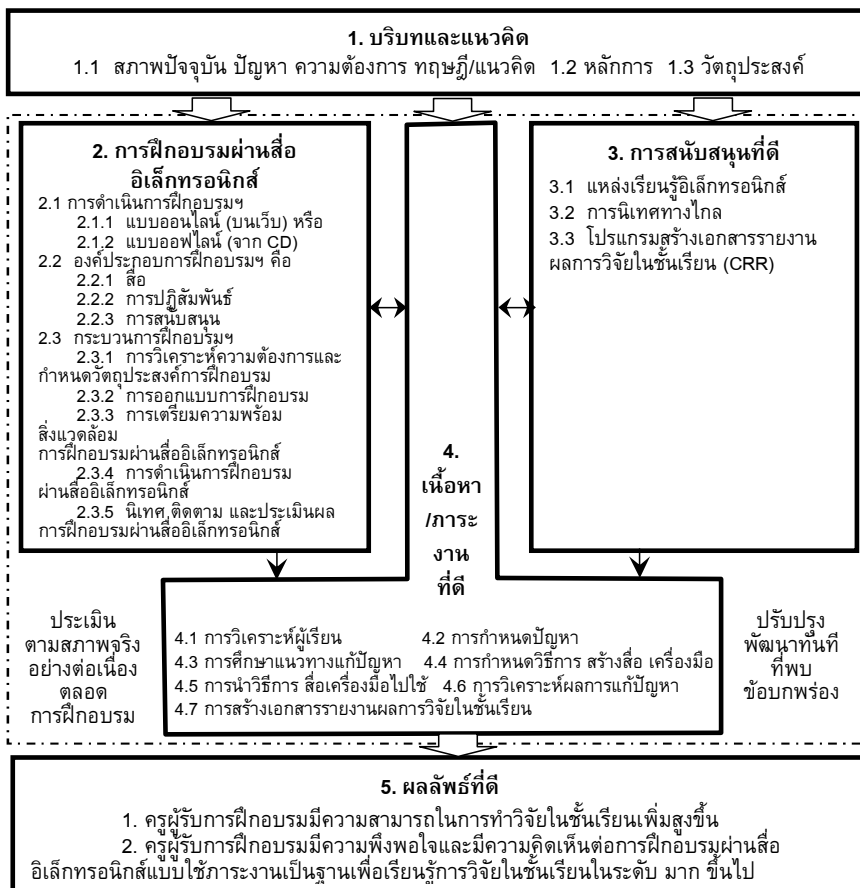 1. บริบทและแนวคิด
1.1 สภาพปัจจุบัน ปัญหา ความต้องการ ทฤษฎี/แนวคิด 1.2 หลักการ 1.3 วัตถุประสงค์
2. การฝึกอบรมผ่านสื่อ
อิเล็กทรอนิกส์
2.1 การดำเนินการฝึกอบรมฯ
2.1.1 แบบออนไลน์ (บนเว็บ) หรือ
2.1.2 แบบออฟไลน์ (จาก CD)
2.2 องค์ประกอบการฝึกอบรมฯ คือ
2.2.1 สื่อ
2.2.2 การปฏิสัมพันธ์
2.2.3 การสนับสนุน
2.3 กระบวนการฝึกอบรมฯ
2.3.1 การวิเคราะห์ความต้องการและ
กำหนดวัตถุประสงค์การฝึกอบรม
2.3.2 การออกแบบการฝึกอบรม
2.3.3 การเตรียมความพร้อม
สิ่งแวดล้อม
การฝึกอบรมผ่านสื่ออิเล็กทรอนิกส์
2.3.4 การดำเนินการฝึกอบรม
ผ่านสื่ออิเล็กทรอนิกส์
2.3.5 นิเทศ ติดตาม และประเมินผล
การฝึกอบรมผ่านสื่ออิเล็กทรอนิกส์
3. การสนับสนุนที่ดี
3.1 แหล่งเรียนรู้อิเล็กทรอนิกส์
3.2 การนิเทศทางไกล
3.3 โปรแกรมสร้างเอกสารรายงาน
ผลการวิจัยในชั้นเรียน (CRR)
4.
เนื้อหา
/ภาระ
งาน
ที่ดี
4.1 การวิเคราะห์ผู้เรียน 4.2 การกำหนดปัญหา
4.3 การศึกษาแนวทางแก้ปัญหา 4.4 การกำหนดวิธีการ สร้างสื่อ เครื่องมือ
4.5 การนำวิธีการ สื่อเครื่องมือไปใช้ 4.6 การวิเคราะห์ผลการแก้ปัญหา
4.7 การสร้างเอกสารรายงานผลการวิจัยในชั้นเรียน
ประเมิน
ตามสภาพจริง
อย่างต่อเนื่อง
ตลอด
การฝึกอบรม
ปรับปรุง
พัฒนาทันที
ที่พบ
ข้อบกพร่อง
5. ผลลัพธ์ที่ดี
1. ครูผู้รับการฝึกอบรมมีความสามารถในการทำวิจัยในชั้นเรียนเพิ่มสูงขึ้น
2. ครูผู้รับการฝึกอบรมมีความพึงพอใจและมีความคิดเห็นต่อการฝึกอบรมผ่านสื่อ
อิเล็กทรอนิกส์แบบใช้ภาระงานเป็นฐานเพื่อเรียนรู้การวิจัยในชั้นเรียนในระดับ มาก ขึ้นไป